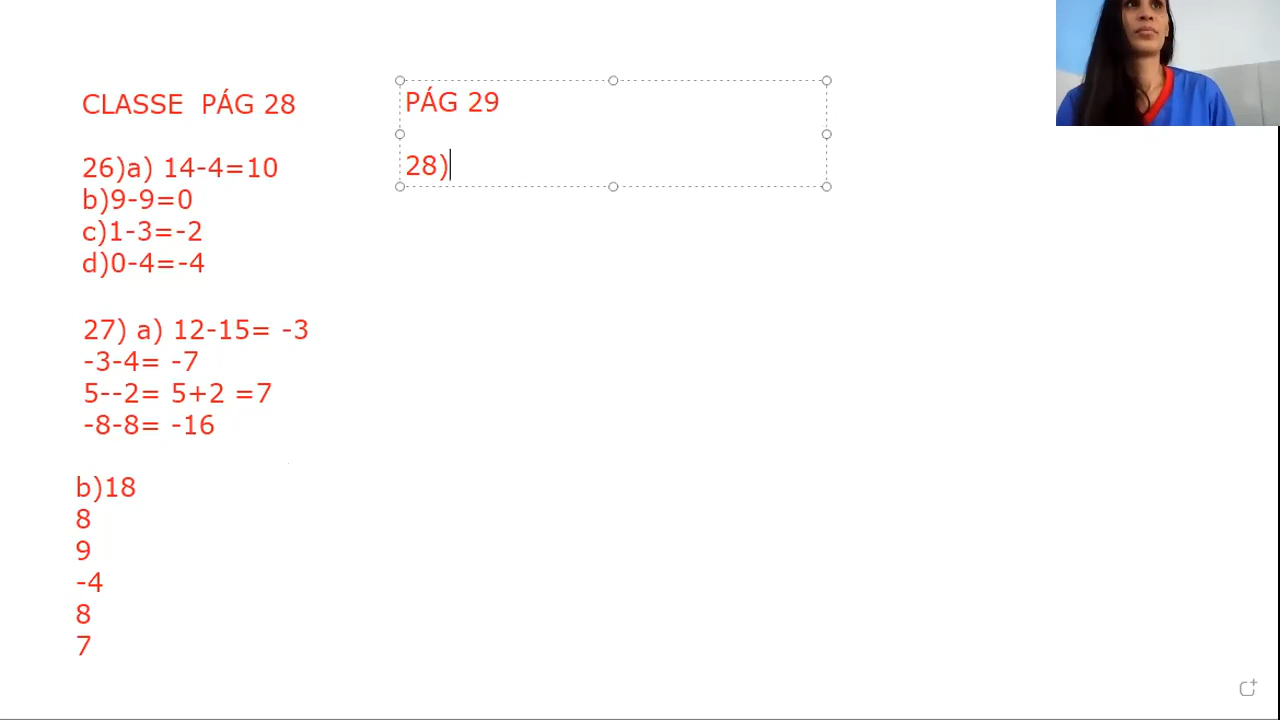 CLASSE  PÁG 28
26)a) 14-4=10
b)9-9=0
c)1-3=-2
d)0-4=-4
27) a) 12-15= -3
-3-4= -7
5--2= 5+2 =7
-8-8= -16
b)18
8
9
-4
8
7
PÁG 29
28)